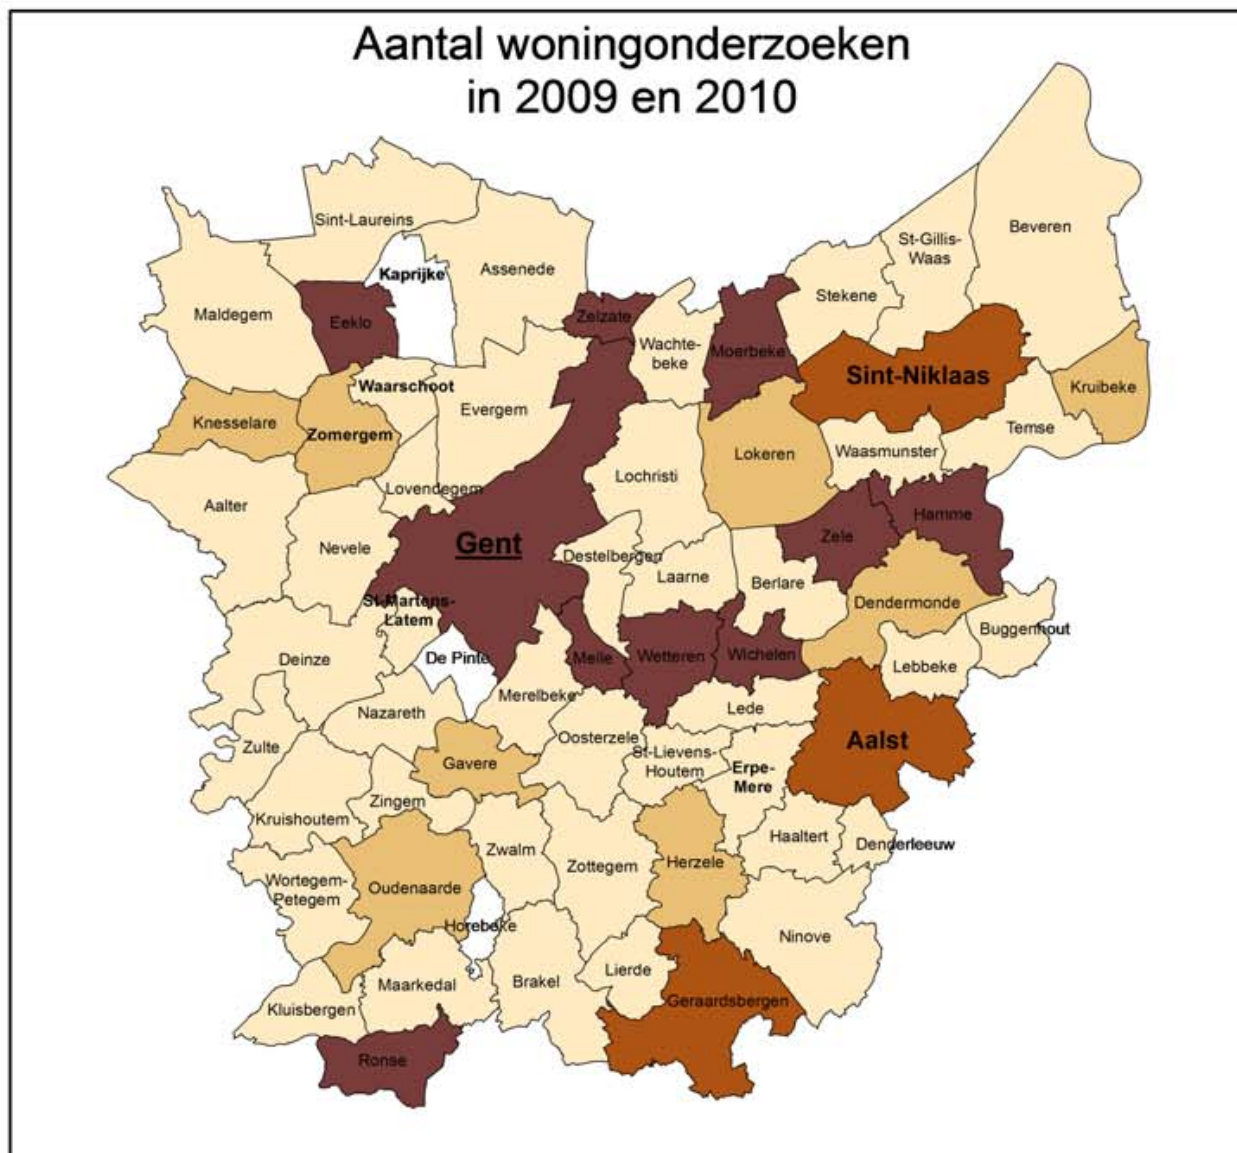 Aantal woningonderzoeken
in 2009 en 2010
Sint-Laureins
Beveren
St-Gillis-
Waas
Kaprijke
Assenede
Stekene
Maldegem
Eeklo
Zelzate
Wachte-
beke
Moerbeke
Sint-Niklaas
Kruibeke
Waarschoot
Evergem
Knesselare
Zomergem
Temse
Lokeren
Waasmunster
Lochristi
Lovendegem
Aalter
Hamme
Zele
Nevele
Gent
Destelbergen
Laarne
Berlare
Dendermonde
St-Martens-
Latem
Buggenhout
Deinze
De Pinte
Melle
Wetteren
Wichelen
Lebbeke
Merelbeke
Nazareth
Lede
Zulte
Oosterzele
St-Lievens-
Houtem
Aalst
Gavere
Erpe-
Mere
Zingem
Kruishoutem
Haaltert
Denderleeuw
Zwalm
Zottegem
Herzele
Wortegem-
Petegem
Oudenaarde
Horebeke
Ninove
Lierde
Brakel
Maarkedal
Geraardsbergen
Kluisbergen
Ronse